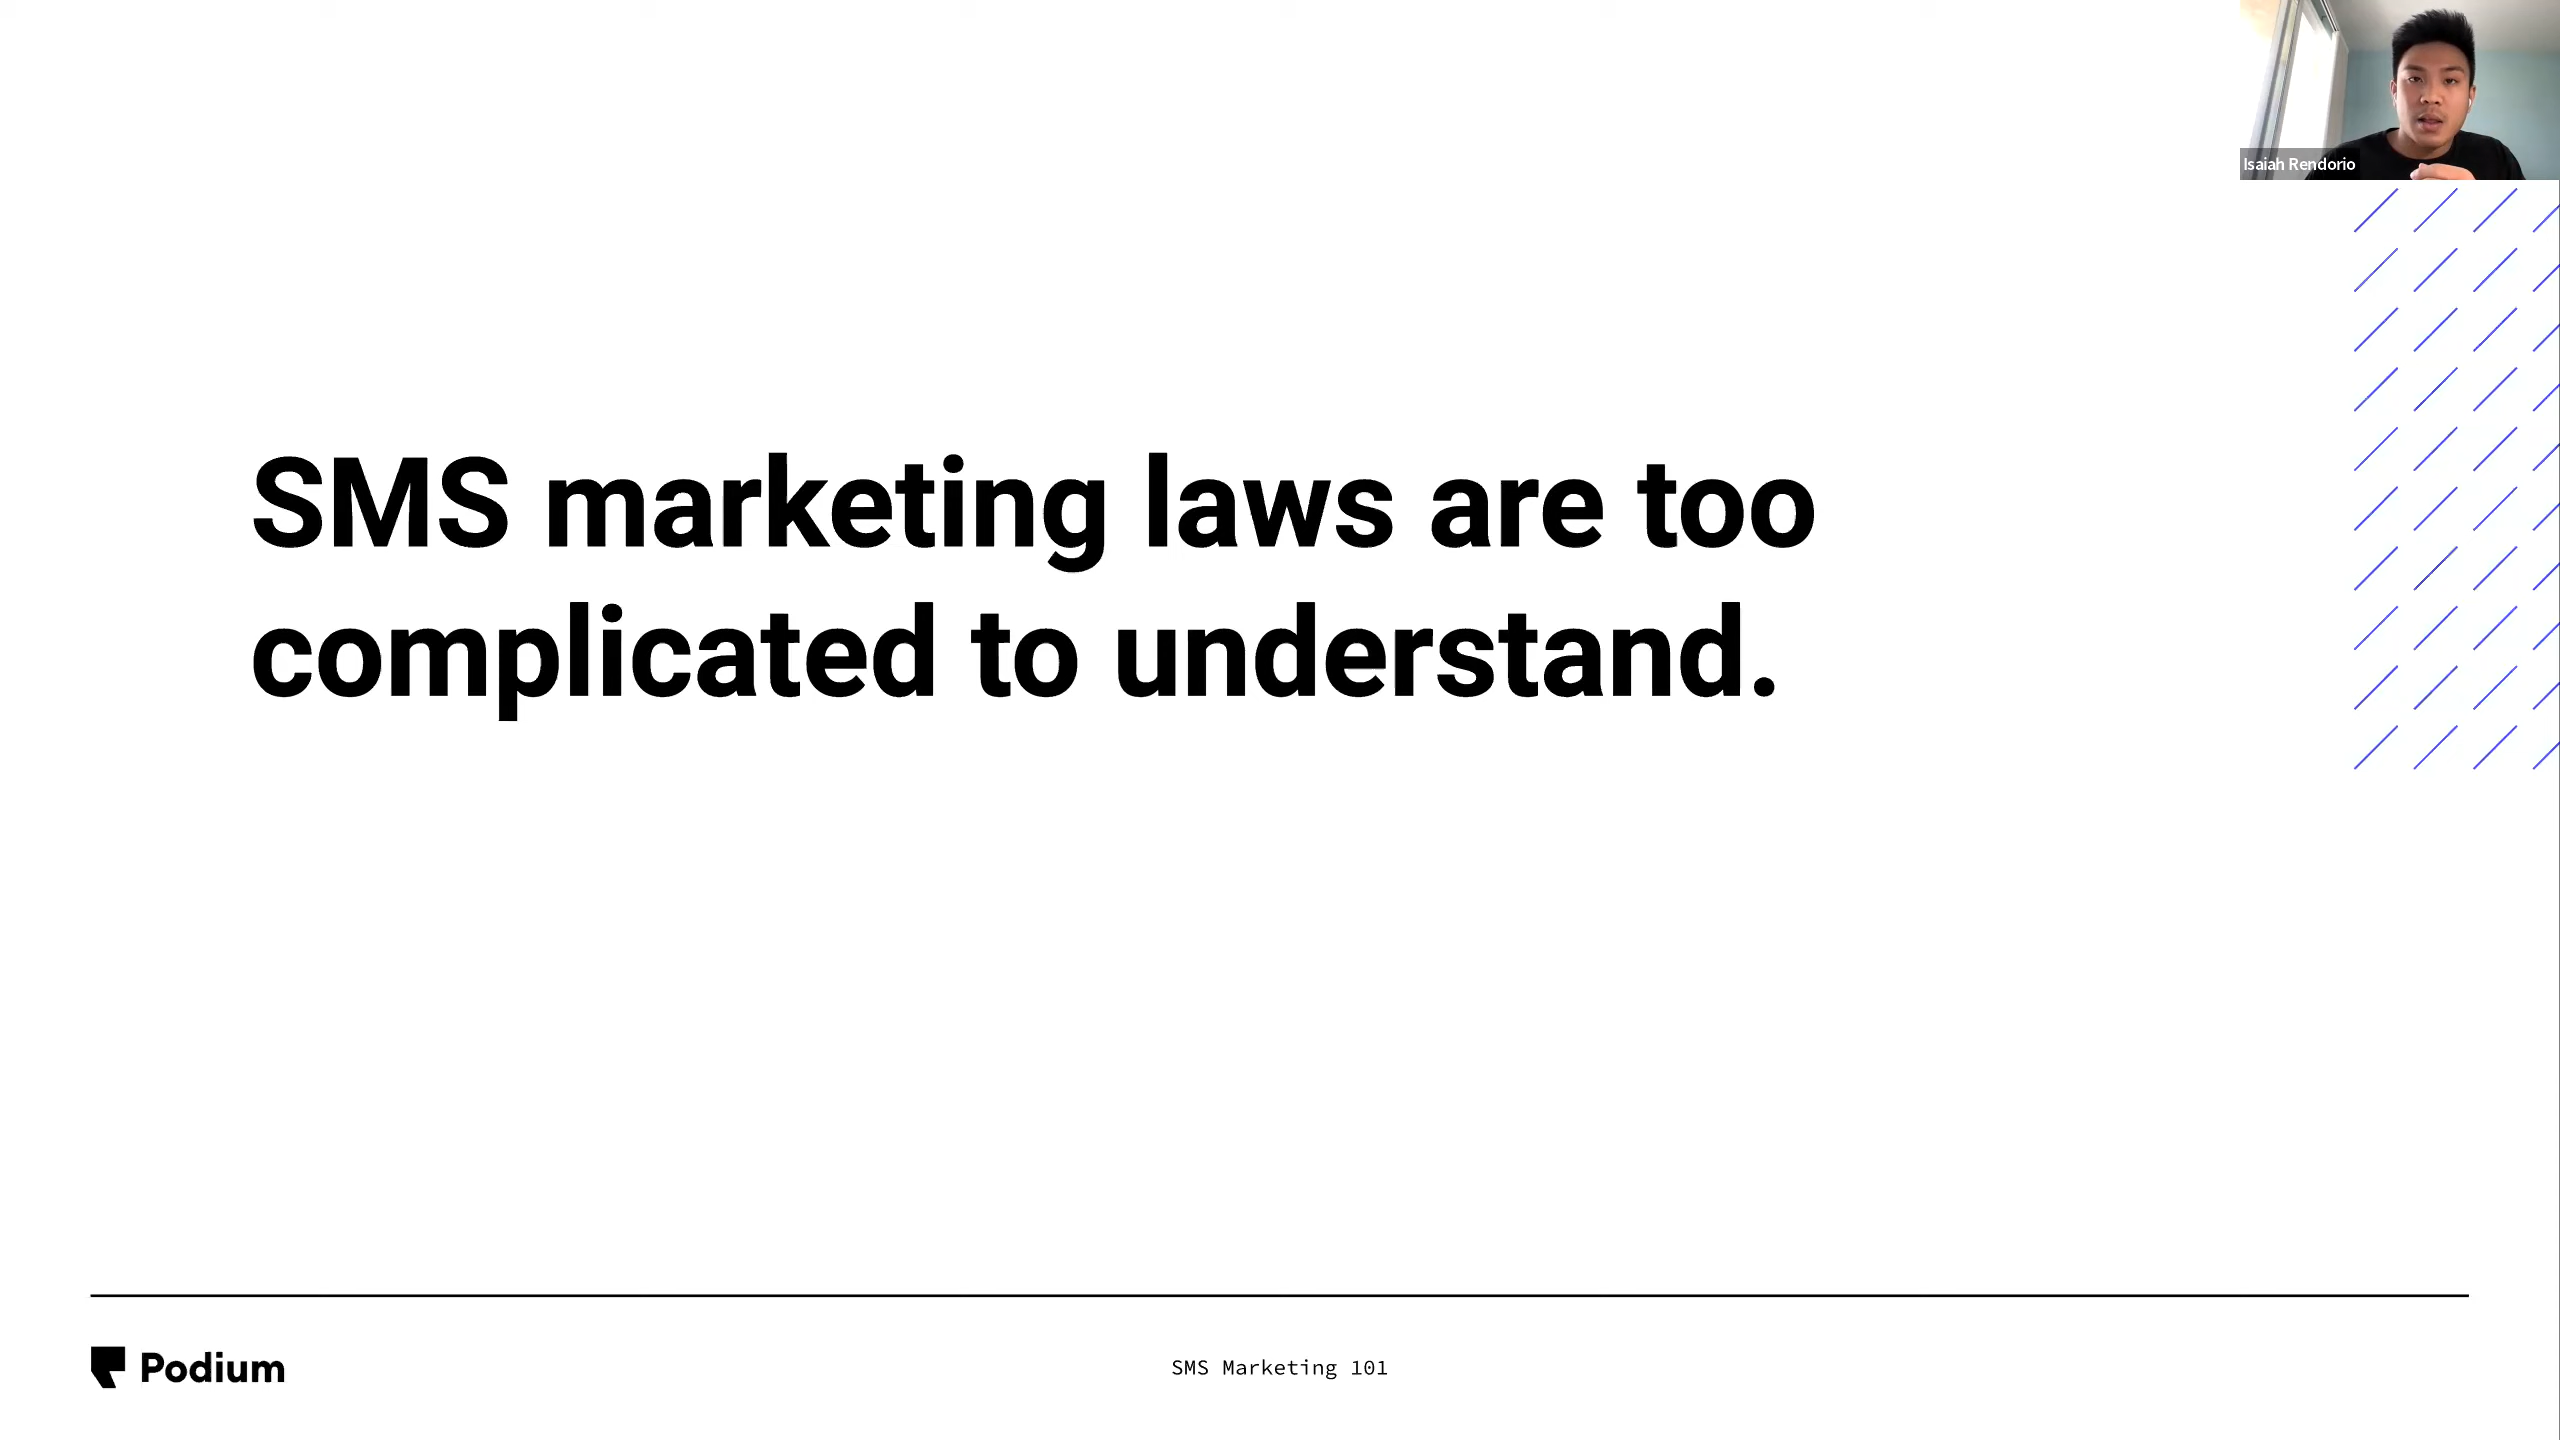 Isaiah Rendorio
SMS marketing laws are too
complicated to understand.
Podium
SMS Marketing 101